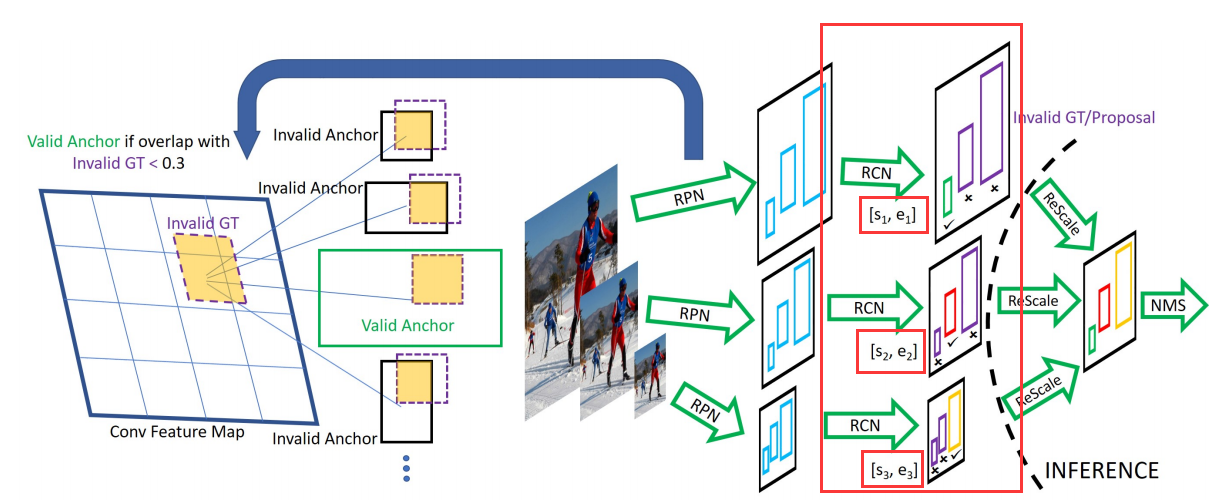 Valid Anchor if overlap with
Invalid GT < 0.3
Invalid GT
Conv Feature Map
Invalid Anchor
Invalid Anchor
Valid Anchor
Invalid Anchor
5
RPN
RPN
RPN
RCN
[s₁, e₁]
RCN
[s₂, e₂]
RCN
[s₃, e₃]
Invalid GT/Proposal
ReScale
ReScale
ReScale
NMS
INFERENCE